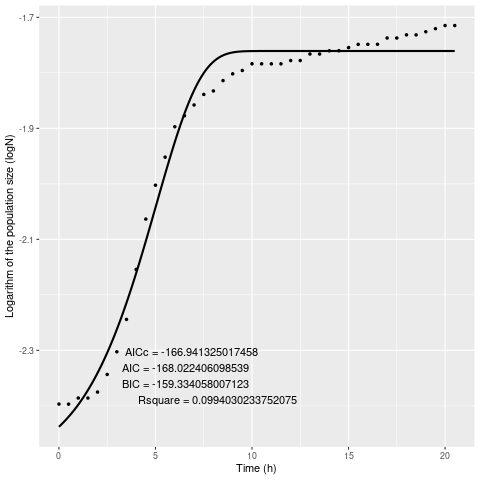 -1.7
-1.9
-2.1
-2.3
Logarithm of the population size (logN)
AICc = -166.941325017458
AIC = -168.022406098539
BIC = -159.334058007123
Rsquare = 0.0994030233752075
0 5 10 15 20
Time (h)